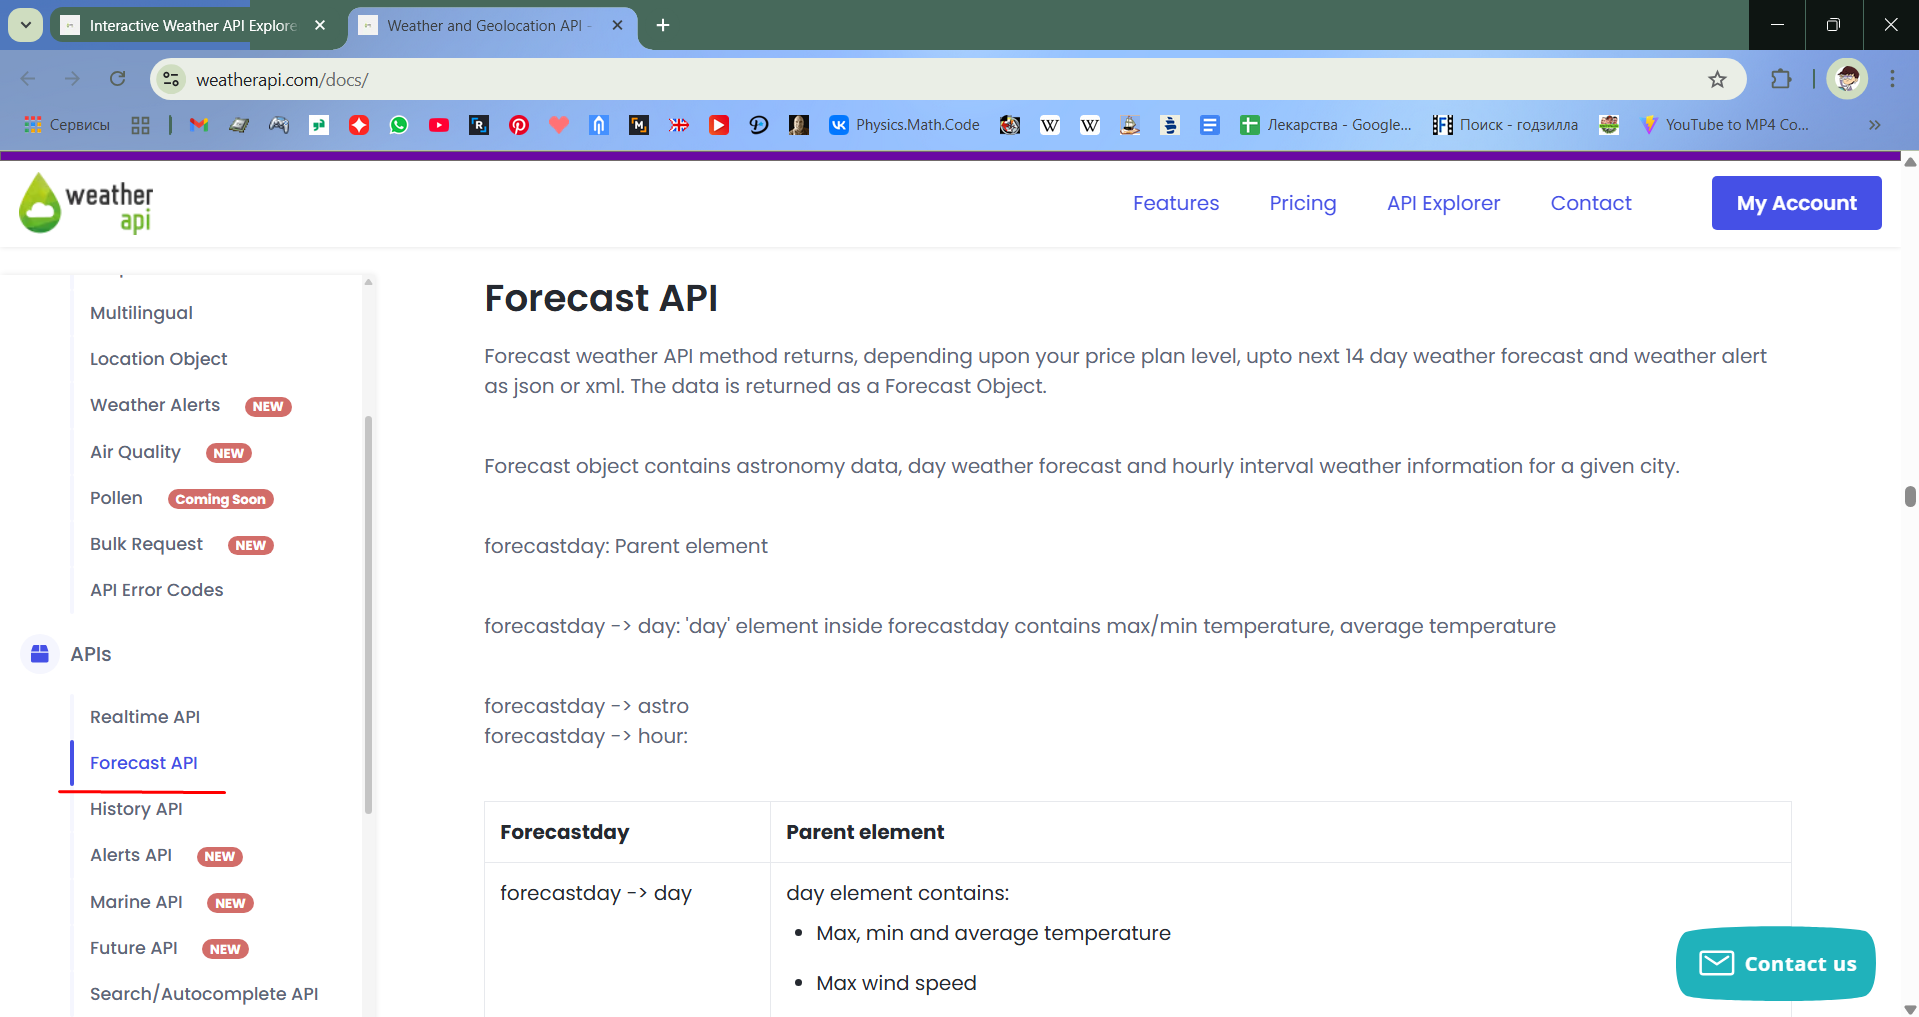 Interactive Weather API Explore
Weather and Geolocation API -
weatherapi.com/docs/
Сервисы
Physics.Math.Code
Лекарства - Google...
Поиск - годзилла
YouTube to MP4 Co...
weather
api
Features
Pricing
API Explorer
Contact
My Account
Multilingual
Location Object
Weather Alerts NEW
Air Quality NEW
Pollen Coming Soon
Bulk Request NEW
API Error Codes
APIs
Realtime API
Forecast API
History API
Alerts API NEW
Marine API NEW
Future API NEW
Search/Autocomplete API
Forecast API
Forecast weather API method returns, depending upon your price plan level, upto next 14 day weather forecast and weather alert
as json or xml. The data is returned as a Forecast Object.
Forecast object contains astronomy data, day weather forecast and hourly interval weather information for a given city.
forecastday: Parent element
forecastday -> day: 'day' element inside forecastday contains max/min temperature, average temperature
forecastday -> astro
forecastday -> hour:
Forecastday Parent element
forecastday -> day day element contains:
• Max, min and average temperature
• Max wind speed
Contact us